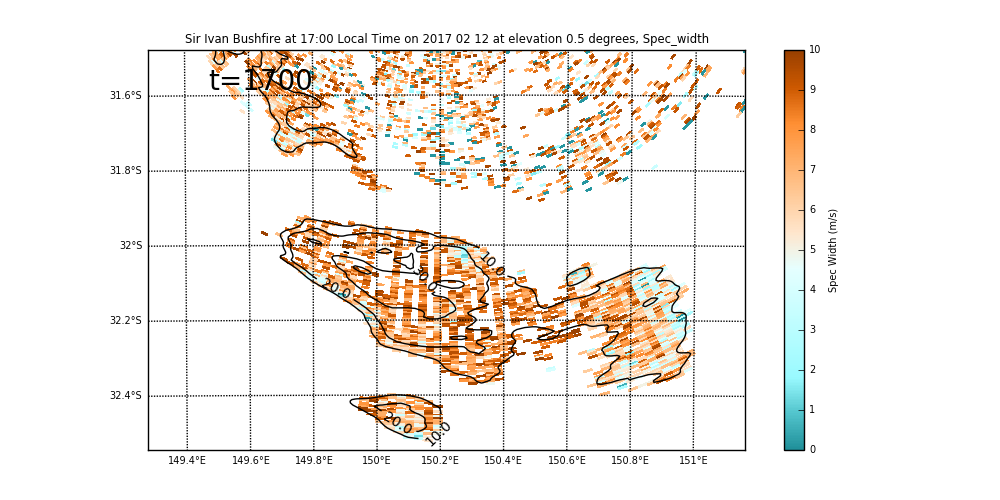 Sir Ivan Bushfire at 17:00 Local Time on 2017 02 12 at elevation 0.5 degrees, Spec_width
t=1700
31.6°S
31.8°S
32°S
32.2°S
32.4°S
149.4°E 149.6°E 149.8°E 150°E 150.2°E 150.4°E 150.6°E 150.8°E 151°E
10.0
20.0
20.0
10.0
10
9
8
7
6
5
4
3
2
1
0
Spec Width (m/s)